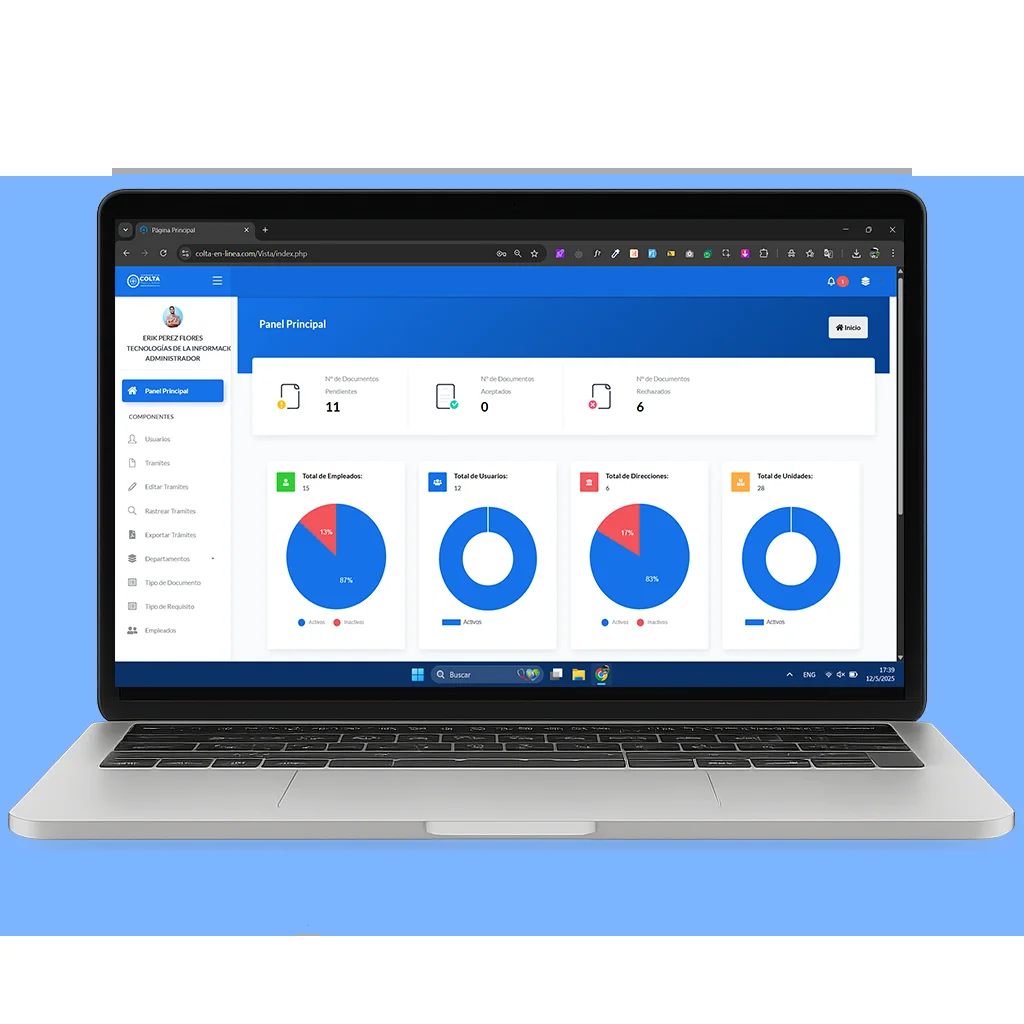 Página Principal
colta-en-linea.com/Vista/index.php
COLTA
1
ERIK PEREZ FLORES
TECNOLOGÍAS DE LA INFORMACIÓ
ADMINISTRADOR
Panel Principal
COMPONENTES
Usuarios
Tramites
Editar Tramites
Rastrear Tramites
Exportar Trámites
Departamentos
Tipo de Documento
Tipo de Requisito
Empleados
Panel Principal
Inicio
N° de Documentos
Pendientes
11
N° de Documentos
Aceptados
0
N° de Documentos
Rechazados
6
Total de Empleados:
15
13%
87%
Activos Inactivos
Total de Usuarios:
12
Activos
Total de Direcciones:
6
17%
83%
Activos Inactivos
Total de Unidades:
28
Activos
Buscar
ENG
17:39
12/5/2025